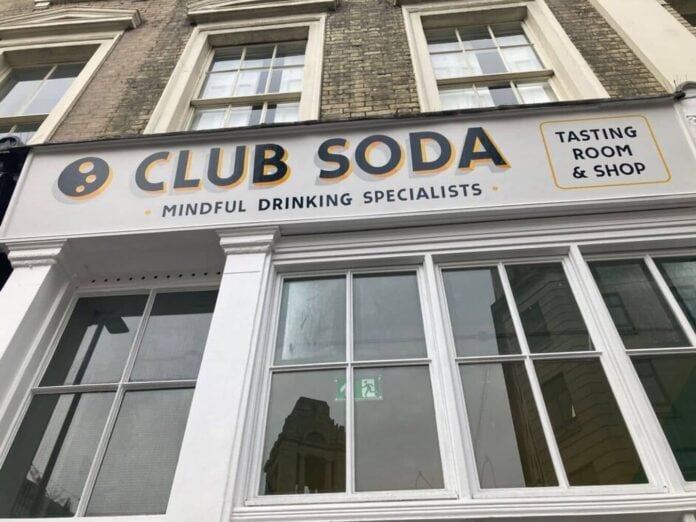 CLUB SODA
• MINDFUL DRINKING SPECIALISTS •
TASTING
ROOM
& SHOP